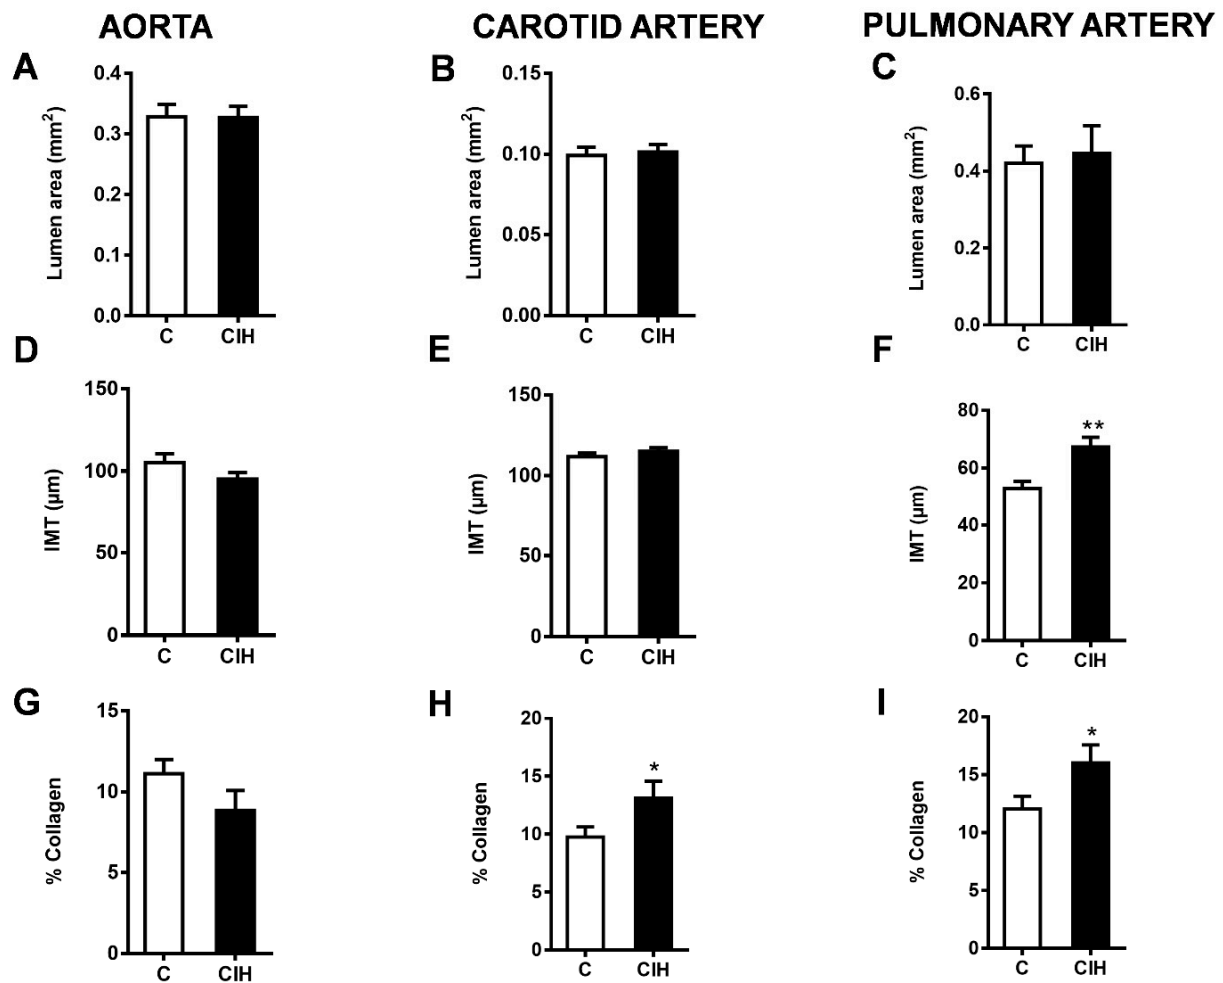 AORTA
CAROTID ARTERY
PULMONARY ARTERY
A
Lumen area (mm2)
0.4
0.3
0.2
0.1
0.0
C
CIH
B
Lumen area (mm2)
0.15
0.10
0.05
0.00
C
CIH
C
Lumen area (mm2)
0.6
0.4
0.2
0.0
C
CIH
D
IMT (µm)
150
100
50
0
C
CIH
E
IMT (µm)
150
100
50
0
C
CIH
F
IMT (µm)
80
60
40
20
0
**
C
CIH
G
% Collagen
15
10
5
0
C
CIH
H
% Collagen
20
15
10
5
0
*
C
CIH
I
% Collagen
20
15
10
5
0
*
C
CIH